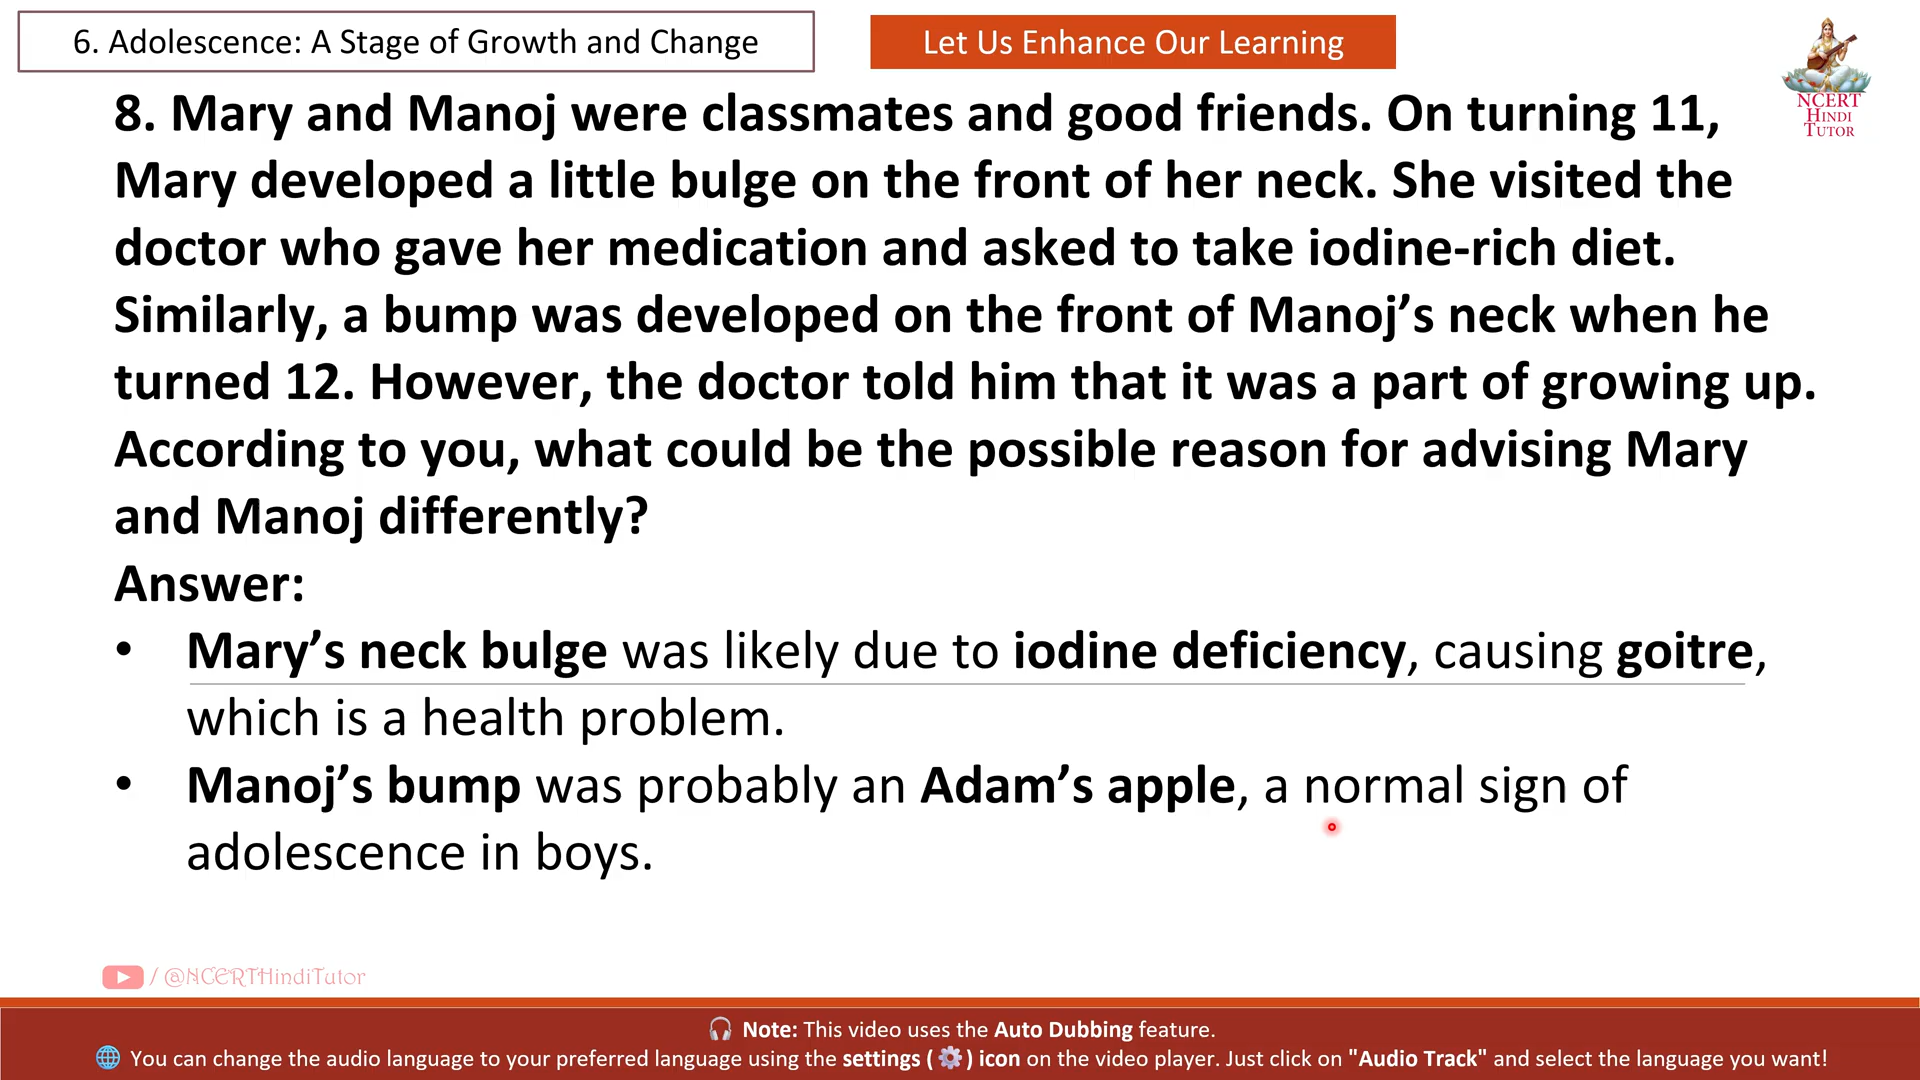 6. Adolescence: A Stage of Growth and Change
Let Us Enhance Our Learning
NCERT
HINDI
TUTOR
8. Mary and Manoj were classmates and good friends. On turning 11,
Mary developed a little bulge on the front of her neck. She visited the
doctor who gave her medication and asked to take iodine-rich diet.
Similarly, a bump was developed on the front of Manoj’s neck when he
turned 12. However, the doctor told him that it was a part of growing up.
According to you, what could be the possible reason for advising Mary
and Manoj differently?
Answer:
• Mary’s neck bulge was likely due to iodine deficiency, causing goitre,
which is a health problem.
• Manoj’s bump was probably an Adam’s apple, a normal sign of
adolescence in boys.
/ @NCERTHindiTutor
🎧 Note: This video uses the Auto Dubbing feature.
🌐 You can change the audio language to your preferred language using the settings ( ⚙️ ) icon on the video player. Just click on "Audio Track" and select the language you want!